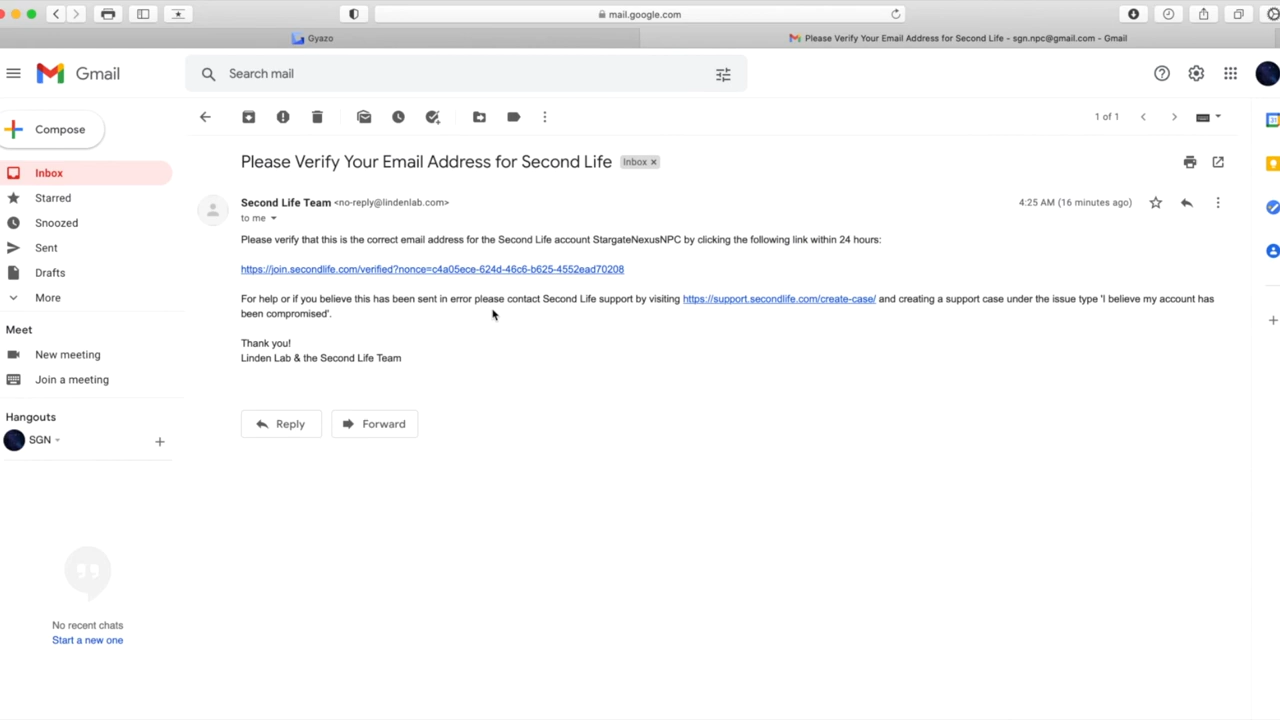 mail.google.com
Gyazo
Please Verify Your Email Address for Second Life - sgn.npc@gmail.com - Gmail
Gmail
Search mail
Compose
1 of 1
Inbox
Starred
Snoozed
Sent
Drafts
More
Meet
New meeting
Join a meeting
Hangouts
SGN
No recent chats
Start a new one
Please Verify Your Email Address for Second Life Inbox x
Second Life Team <no-reply@lindenlab.com> 4:25 AM (16 minutes ago)
to me
Please verify that this is the correct email address for the Second Life account StargateNexusNPC by clicking the following link within 24 hours:
https://join.secondlife.com/verified?nonce=c4a05ece-624d-46c6-b625-4552ead70208
For help or if you believe this has been sent in error please contact Second Life support by visiting https://support.secondlife.com/create-case/ and creating a support case under the issue type 'I believe my account has
been compromised'.
Thank you!
Linden Lab & the Second Life Team
Reply
Forward